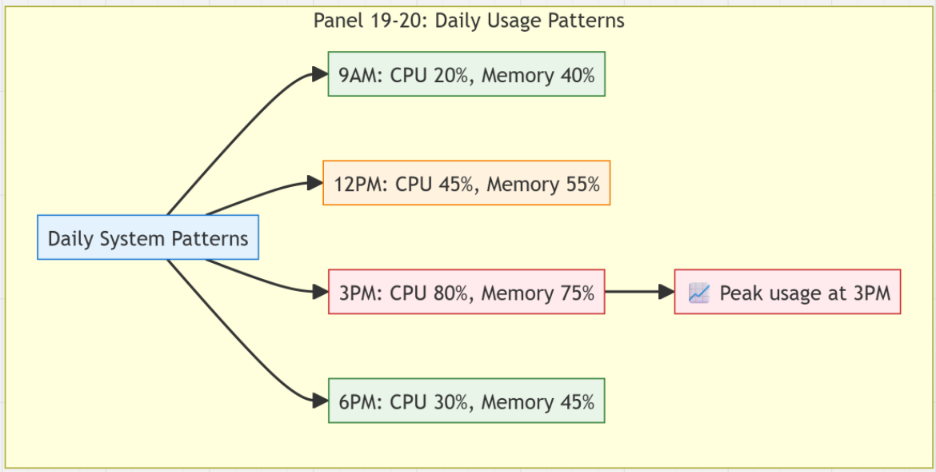 Panel 19-20: Daily Usage Patterns
9AM: CPU 20%, Memory 40%
12PM: CPU 45%, Memory 55%
Daily System Patterns
3PM: CPU 80%, Memory 75%
📈 Peak usage at 3PM
6PM: CPU 30%, Memory 45%